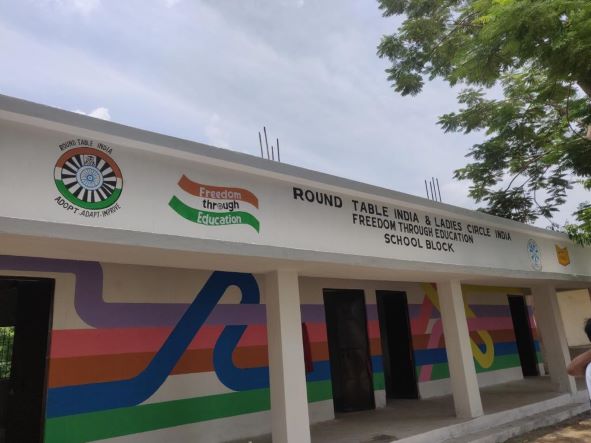 ROUND TABLE INDIA
ADOPT. ADAPT. IMPROVE
Freedom
through
Education
ROUND TABLE INDIA & LADIES CIRCLE INDIA
FREEDOM THROUGH EDUCATION
SCHOOL BLOCK